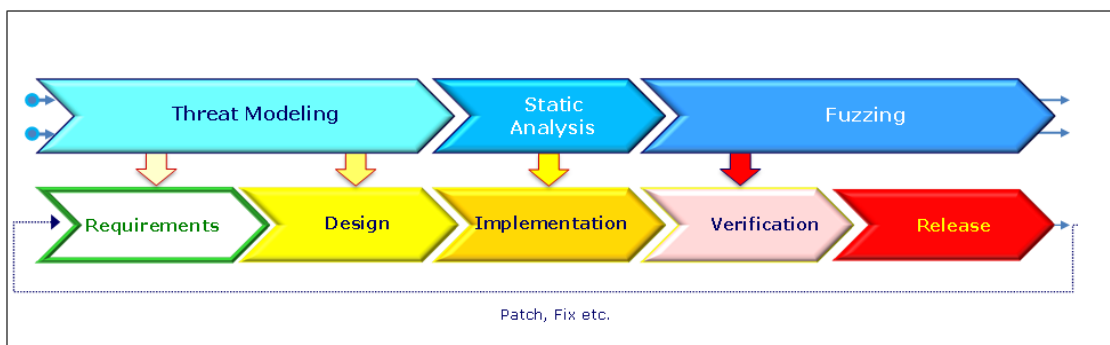 Threat Modeling
Static
Analysis
Fuzzing
Requirements
Design
Implementation
Verification
Release
Patch, Fix etc.